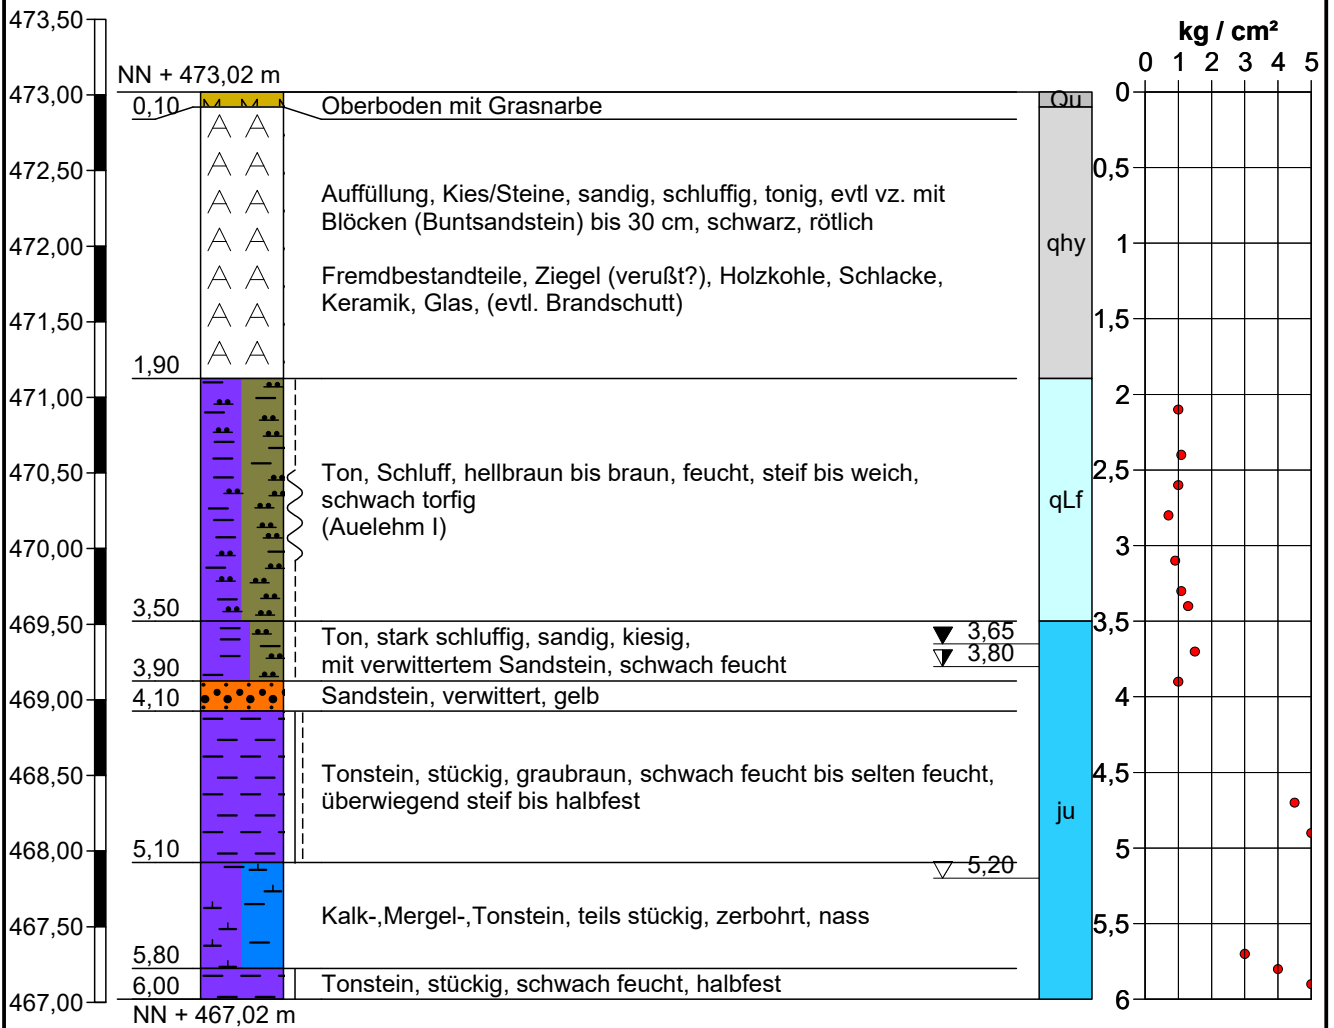 473,50
473,00
472,50
472,00
471,50
471,00
470,50
470,00
469,50
469,00
468,50
468,00
467,50
467,00
NN + 473,02 m
0,10
Oberboden mit Grasnarbe
Auffüllung, Kies/Steine, sandig, schluffig, tonig, evtl vz. mit
Blöcken (Buntsandstein) bis 30 cm, schwarz, rötlich
Fremdbestandteile, Ziegel (verußt?), Holzkohle, Schlacke,
Keramik, Glas, (evtl. Brandschutt)
1,90
Ton, Schluff, hellbraun bis braun, feucht, steif bis weich,
schwach torfig
(Auelehm I)
3,50
Ton, stark schluffig, sandig, kiesig,
mit verwittertem Sandstein, schwach feucht
3,65
3,80
3,90
Sandstein, verwittert, gelb
4,10
Tonstein, stückig, graubraun, schwach feucht bis selten feucht,
überwiegend steif bis halbfest
5,10
5,20
Kalk-,Mergel-,Tonstein, teils stückig, zerbohrt, nass
5,80
Tonstein, stückig, schwach feucht, halbfest
6,00
NN + 467,02 m
Qu
qhy
qLf
ju
kg / cm²
0 1 2 3 4 5
0
0,5
1
1,5
2
2,5
3
3,5
4
4,5
5
5,5
6